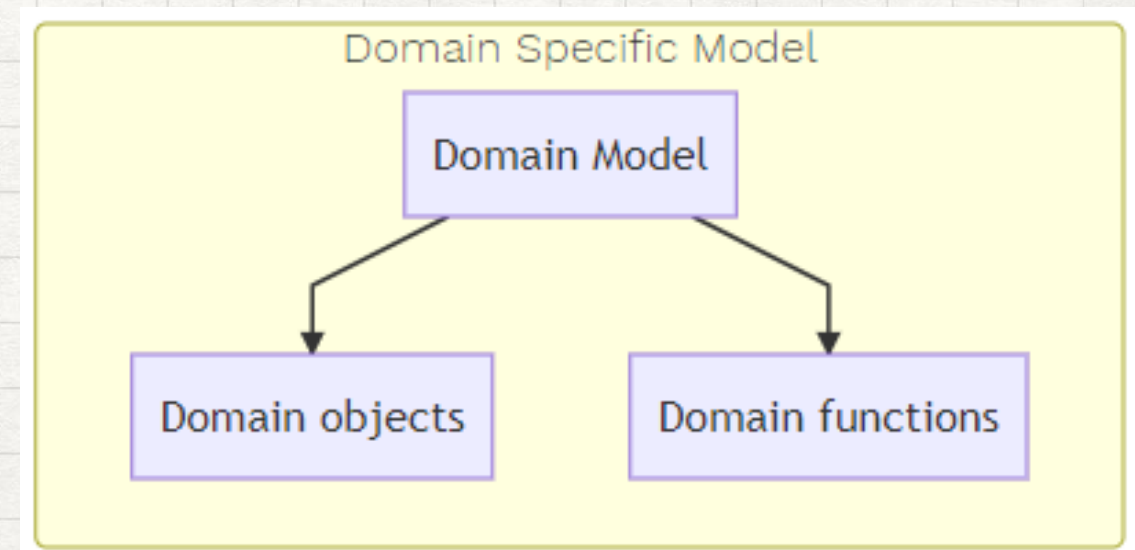 Domain Specific Model
Domain Model
Domain objects
Domain functions